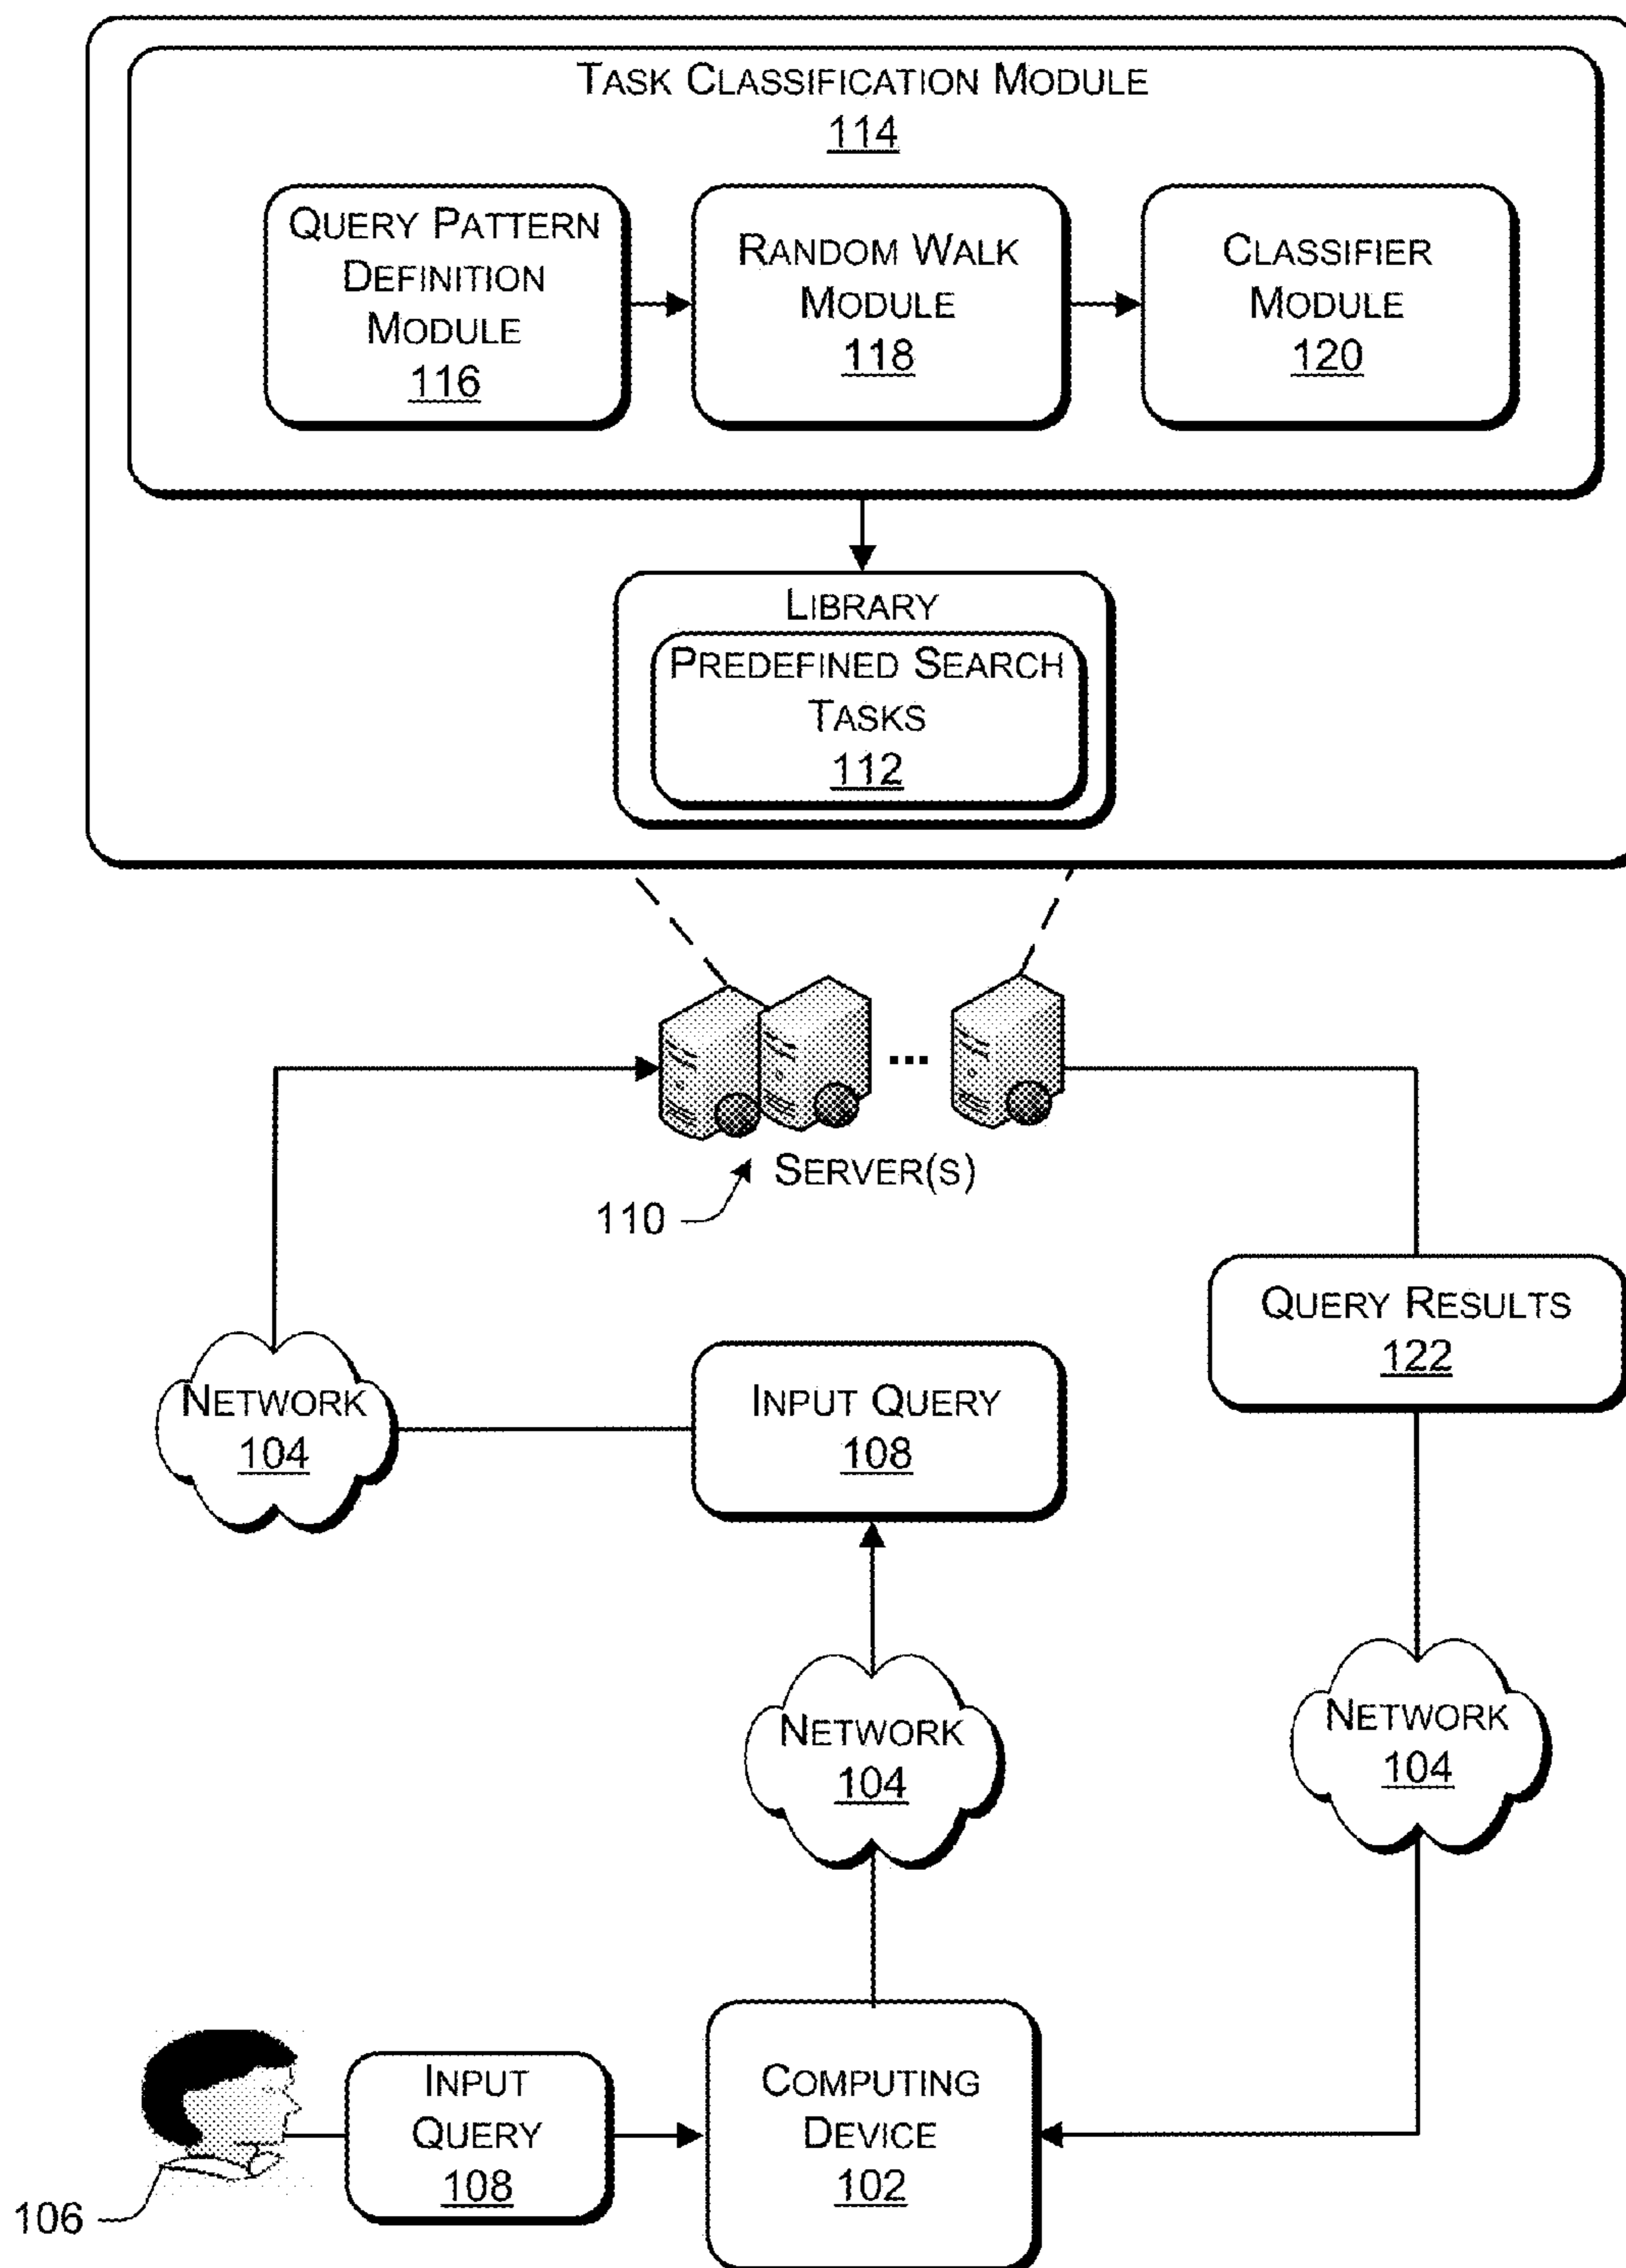 TASK CLASSIFICATION MODULE
114
QUERY PATTERN
DEFINITION
MODULE
116
RANDOM WALK
MODULE
118
CLASSIFIER
MODULE
120
LIBRARY
PREDEFINED SEARCH
TASKS
112
...
SERVER(S)
110
QUERY RESULTS
122
NETWORK
104
INPUT QUERY
108
NETWORK
104
NETWORK
104
INPUT
QUERY
108
COMPUTING
DEVICE
102
106